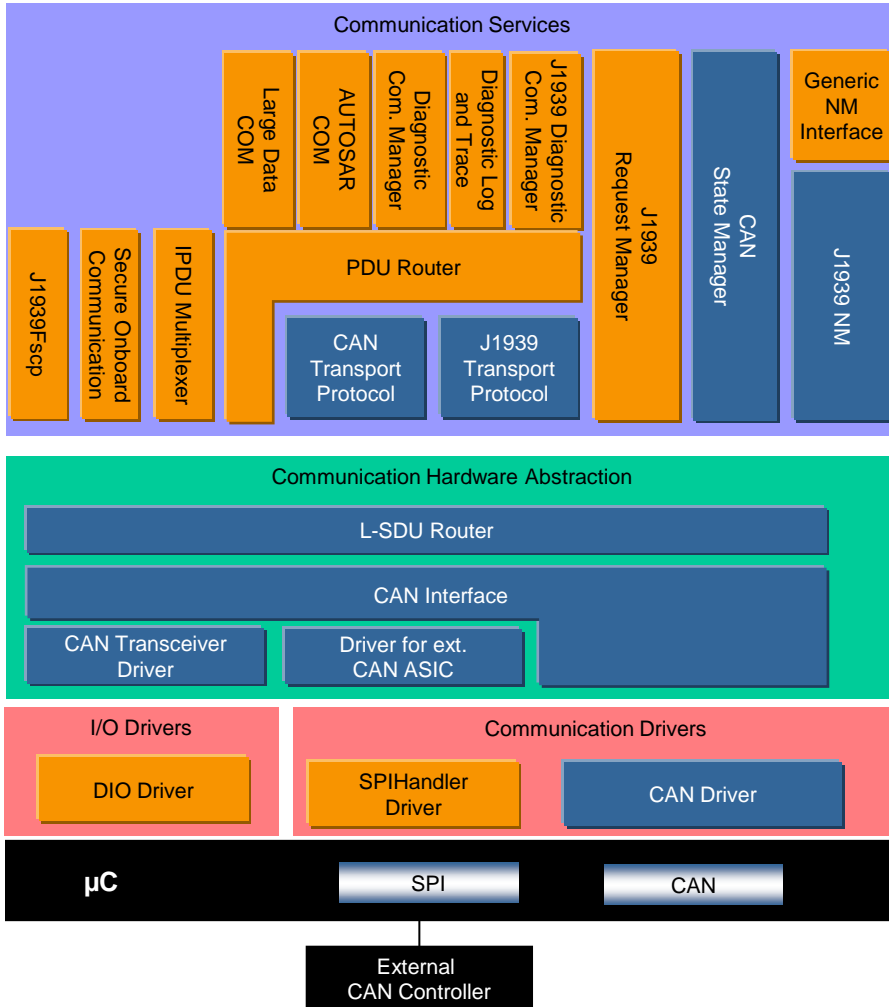 Communication Services
Large Data
COM
AUTOSAR
COM
Diagnostic
Com. Manager
Diagnostic Log
and Trace
J1939 Diagnostic
Com. Manager
J1939
Request Manager
CAN
State Manager
Generic
NM
Interface
J1939Fscp
Secure Onboard
Communication
IPDU Multiplexer
PDU Router
CAN
Transport
Protocol
J1939
Transport
Protocol
J1939 NM
Communication Hardware Abstraction
L-SDU Router
CAN Interface
CAN Transceiver
Driver
Driver for ext.
CAN ASIC
I/O Drivers
DIO Driver
Communication Drivers
SPIHandler
Driver
CAN Driver
µC
SPI
CAN
External
CAN Controller